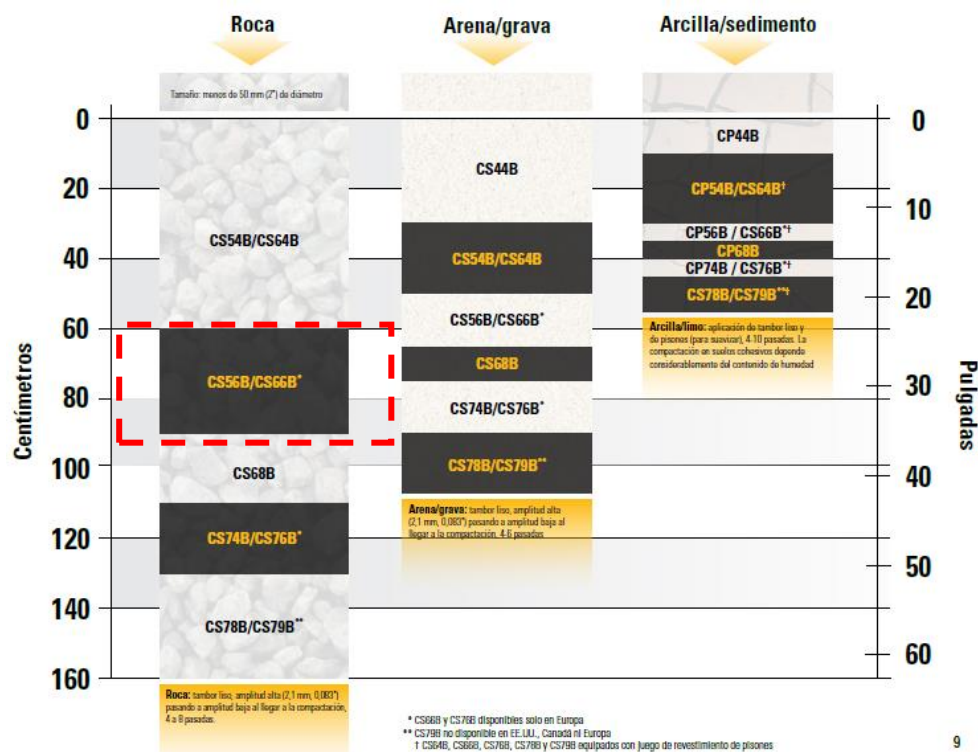 Roca
Arena/grava
Arcilla/sedimento
Tamaño: menos de 50 mm (2") de diámetro
Centímetros
0
20
40
60
80
100
120
140
160
CS54B/CS64B
CS56B/CS66B*
CS68B
CS74B/CS76B*
CS78B/CS79B**
Roca: tambor liso, amplitud alta (2,1 mm, 0,083")
pasando a amplitud baja al llegar a la compactación,
4 a 8 pasadas.
CS44B
CS54B/CS64B
CS56B/CS66B*
CS68B
CS74B/CS76B*
CS78B/CS79B**
Arena/grava: tambor liso, amplitud alta
(2,1 mm, 0,083") pasando a amplitud baja al
llegar a la compactación, 4-6 pasadas
CP44B
CP54B/CS64B†
CP56B / CS66B*†
CP68B
CP74B / CS76B*†
CS78B/CS79B**†
Arcilla/limo: aplicación de tambor liso y
de pisones (para suavizar), 4-10 pasadas. La
compactación en suelos cohesivos depende
considerablemente del contenido de humedad
0
10
20
30
40
50
60
Pulgadas
* CS66B y CS76B disponibles solo en Europa
** CS79B no disponible en EE.UU., Canadá ni Europa
† CS64B, CS66B, CS76B, CS78B y CS79B equipados con juego de revestimiento de pisones
9